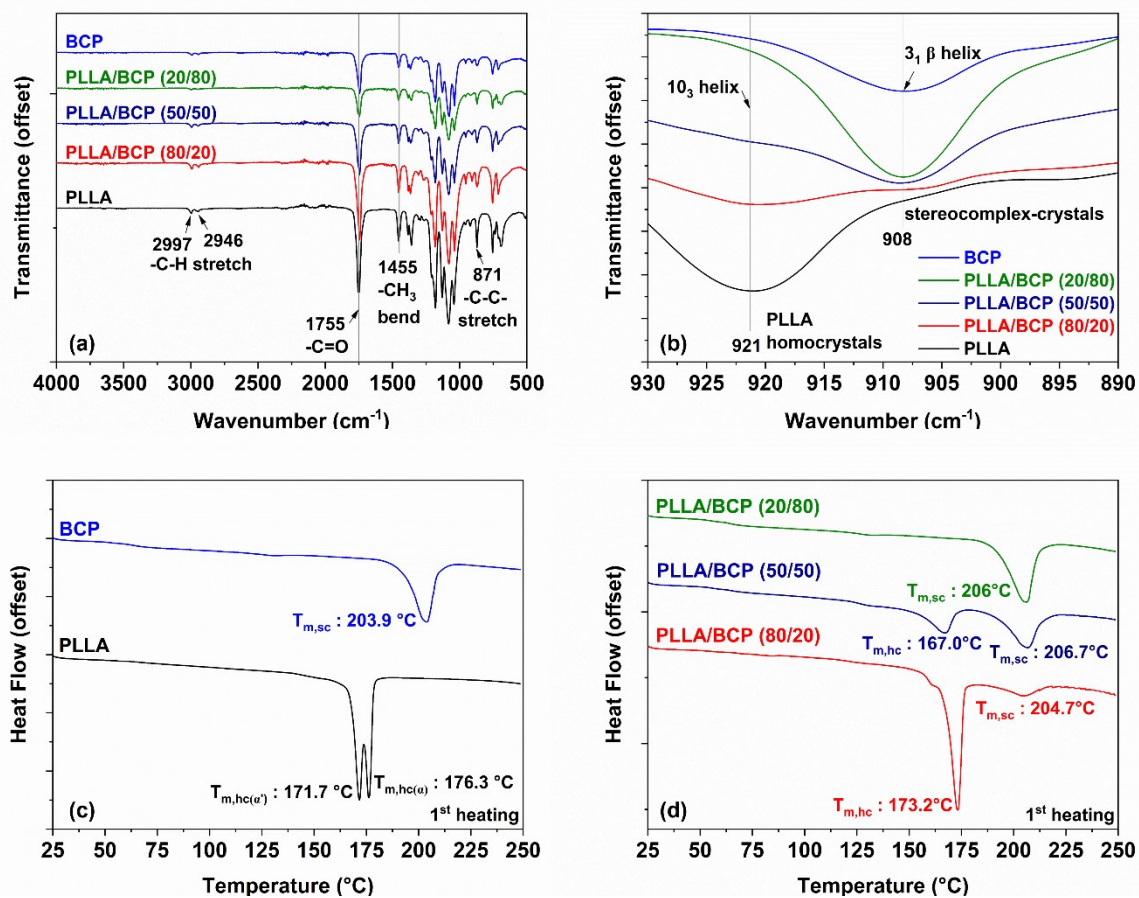 BCP
PLLA/BCP (20/80)
PLLA/BCP (50/50)
PLLA/BCP (80/20)
PLLA
2997
2946
-C-H stretch
1455
-CH3
bend
871
-C-C-
stretch
1755
-C=O
(a)
Transmittance (offset)
4000 3500 3000 2500 2000 1500 1000 500
Wavenumber (cm-1)
31 β helix
103 helix
stereocomplex-crystals
908
BCP
PLLA/BCP (20/80)
PLLA/BCP (50/50)
PLLA/BCP (80/20)
PLLA
PLLA
921 homocrystals
(b)
Transmittance (offset)
930 925 920 915 910 905 900 895 890
Wavenumber (cm-1)
BCP
Tm,sc : 203.9 °C
PLLA
Tm,hc(α') : 171.7 °C
Tm,hc(α) : 176.3 °C
(c)
1st heating
Heat Flow (offset)
25 50 75 100 125 150 175 200 225 250
Temperature (°C)
PLLA/BCP (20/80)
Tm,sc : 206°C
PLLA/BCP (50/50)
Tm,hc : 167.0°C
Tm,sc : 206.7°C
PLLA/BCP (80/20)
Tm,sc : 204.7°C
Tm,hc : 173.2°C
(d)
1st heating
Heat Flow (offset)
25 50 75 100 125 150 175 200 225 250
Temperature (°C)